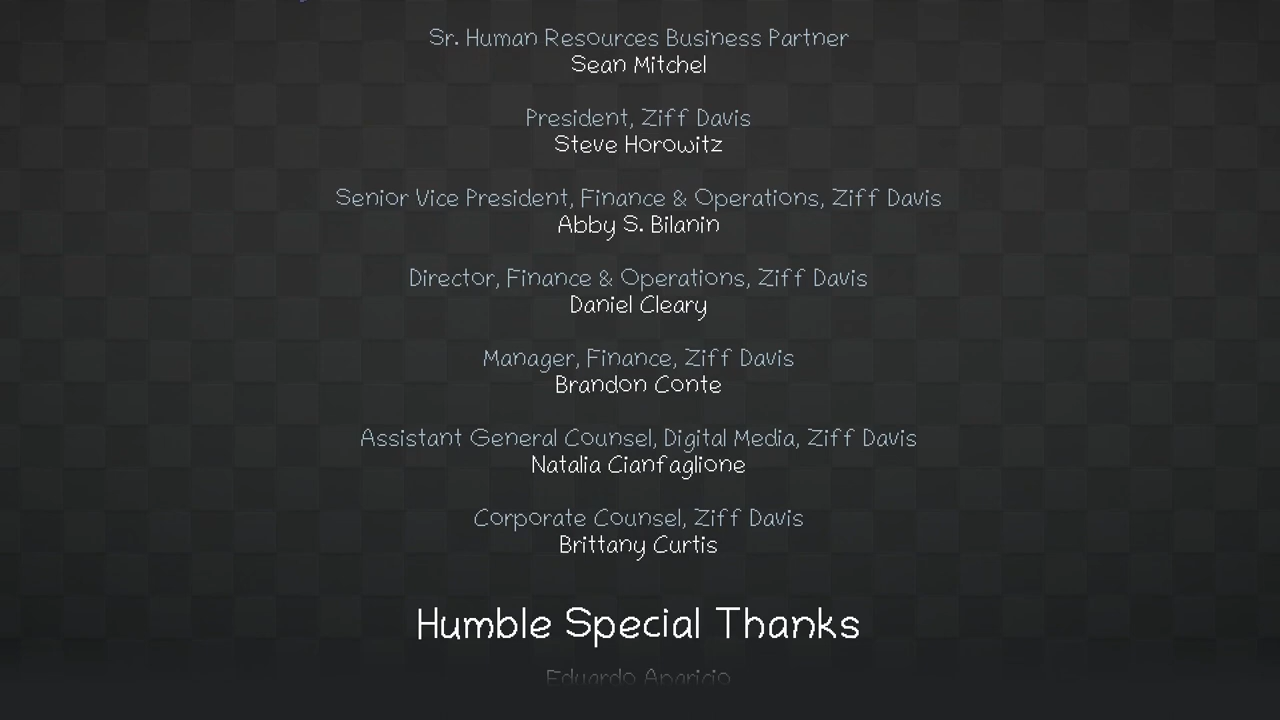 Sr. Human Resources Business Partner
Sean Mitchel
President, Ziff Davis
Steve Horowitz
Senior Vice President, Finance & Operations, Ziff Davis
Abby S. Bilanin
Director, Finance & Operations, Ziff Davis
Daniel Cleary
Manager, Finance, Ziff Davis
Brandon Conte
Assistant General Counsel, Digital Media, Ziff Davis
Natalia Cianfaglione
Corporate Counsel, Ziff Davis
Brittany Curtis
Humble Special Thanks
Eduardo Aparicio